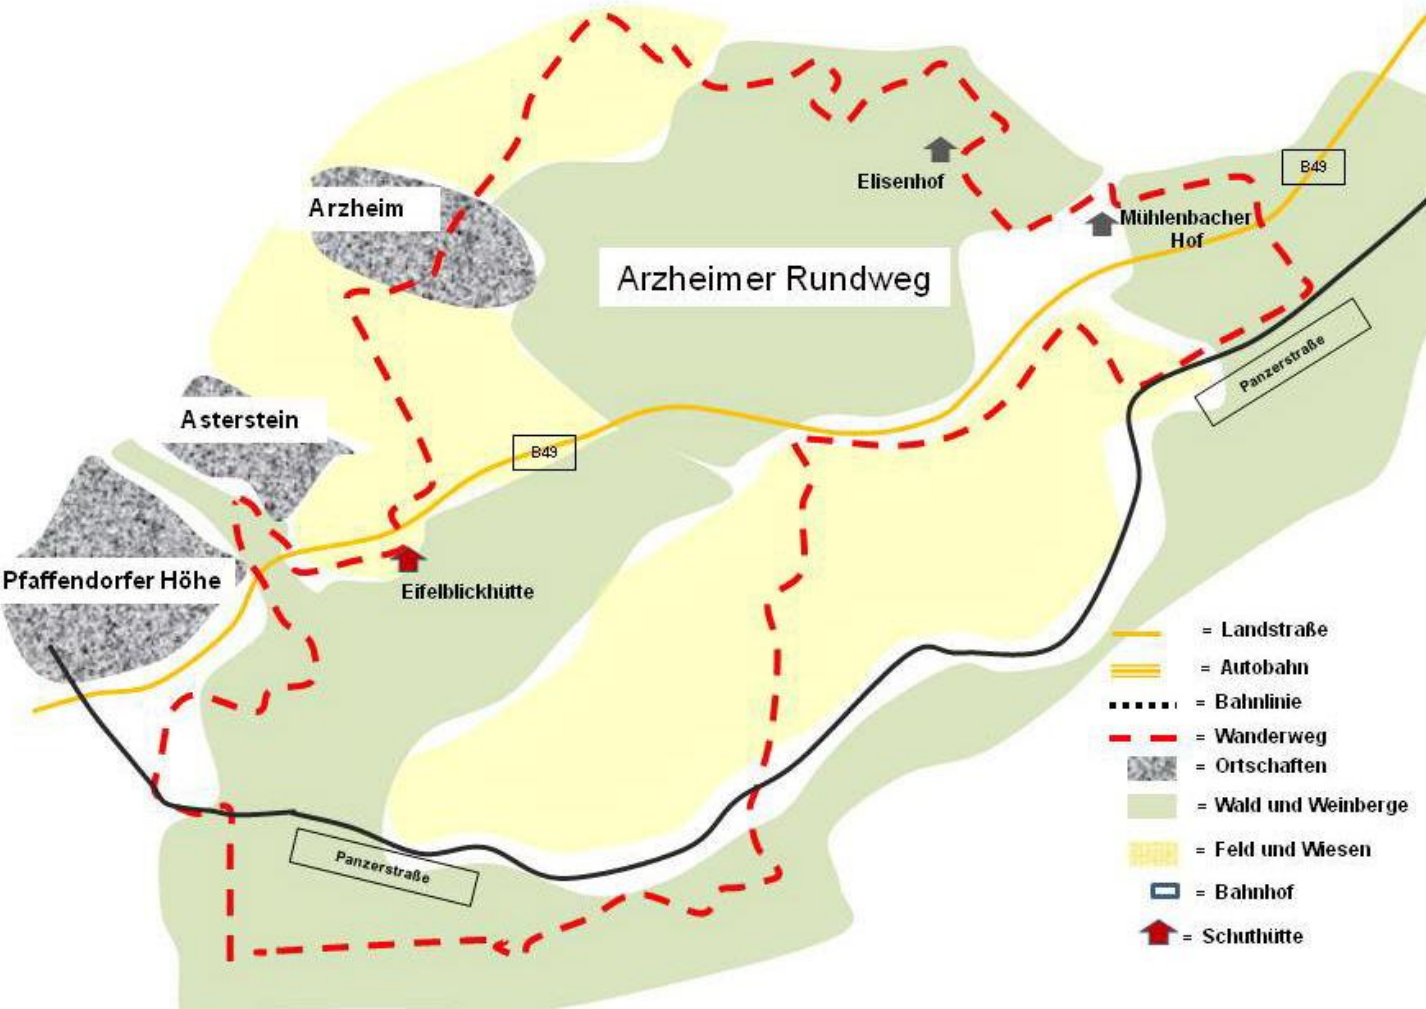 B49
Elisenhof
Arzheim
Mühlenbacher
Hof
Arzheimer Rundweg
Panzerstraße
Asterstein
B49
Pfaffendorfer Höhe
Eifelblickhütte
Panzerstraße
= Landstraße
= Autobahn
= Bahnlinie
= Wanderweg
= Ortschaften
= Wald und Weinberge
= Feld und Wiesen
= Bahnhof
= Schuthütte